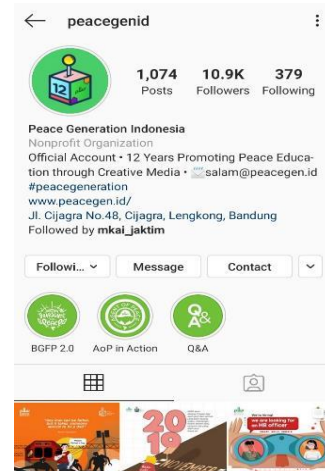 peacegenid
12
1,074 10.9K 379
Posts Followers Following
Peace Generation Indonesia
Nonprofit Organization
Official Account • 12 Years Promoting Peace Educa-
tion through Creative Media • salam@peacegen.id
#peacegeneration
www.peacegen.id/
Jl. Cijagra No.48, Cijagra, Lengkong, Bandung
Followed by mkai_jaktim
Followi... Message Contact
Q&A
BGFP 2.0 AoP in Action Q&A
2019
we are looking for
an HR officer